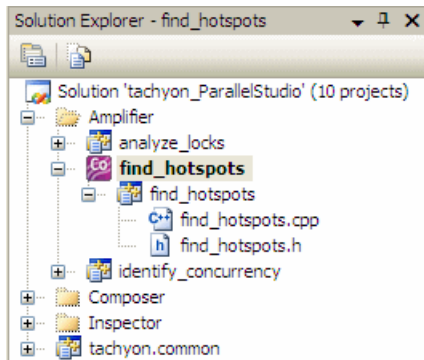 Solution Explorer - find_hotspots
Solution 'tachyon_ParallelStudio' (10 projects)
Amplifier
analyze_locks
find_hotspots
find_hotspots
find_hotspots.cpp
find_hotspots.h
identify_concurrency
Composer
Inspector
tachyon.common